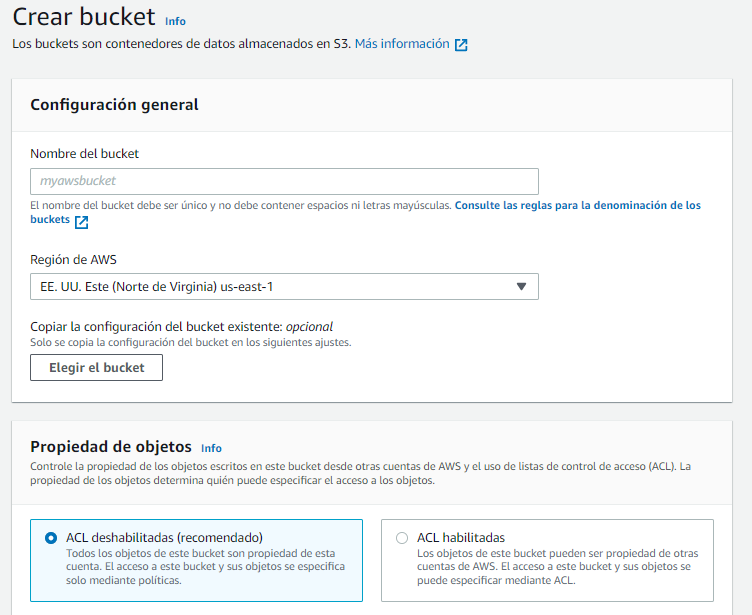 Crear bucket Info
Los buckets son contenedores de datos almacenados en S3. Más información
Configuración general
Nombre del bucket
myawsbucket
El nombre del bucket debe ser único y no debe contener espacios ni letras mayúsculas. Consulte las reglas para la denominación de los
buckets
Región de AWS
EE. UU. Este (Norte de Virginia) us-east-1
Copiar la configuración del bucket existente: opcional
Solo se copia la configuración del bucket en los siguientes ajustes.
Elegir el bucket
Propiedad de objetos Info
Controle la propiedad de los objetos escritos en este bucket desde otras cuentas de AWS y el uso de listas de control de acceso (ACL). La
propiedad de los objetos determina quién puede especificar el acceso a los objetos.
ACL deshabilitadas (recomendado)
Todos los objetos de este bucket son propiedad de esta
cuenta. El acceso a este bucket y sus objetos se especifica
solo mediante políticas.
ACL habilitadas
Los objetos de este bucket pueden ser propiedad de otras
cuentas de AWS. El acceso a este bucket y sus objetos se
puede especificar mediante ACL.